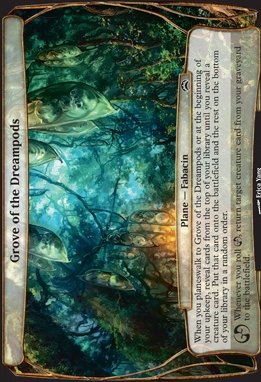 Grove of the Dreampods
Plane — Fabacin
When you planeswalk to Grove of the Dreampods or at the beginning of
your upkeep, reveal cards from the top of your library until you reveal a
creature card. Put that card onto the battlefield and the rest on the bottom
of your library in a random order.
Whenever you roll, return target creature card from your graveyard
to the battlefield.
Erica Yang